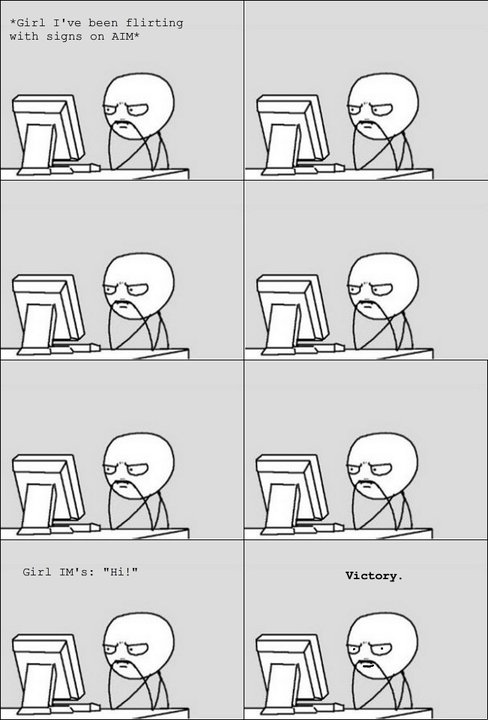 *Girl I've been flirting
with signs on AIM*
Girl IM's: "Hi!"
Victory.